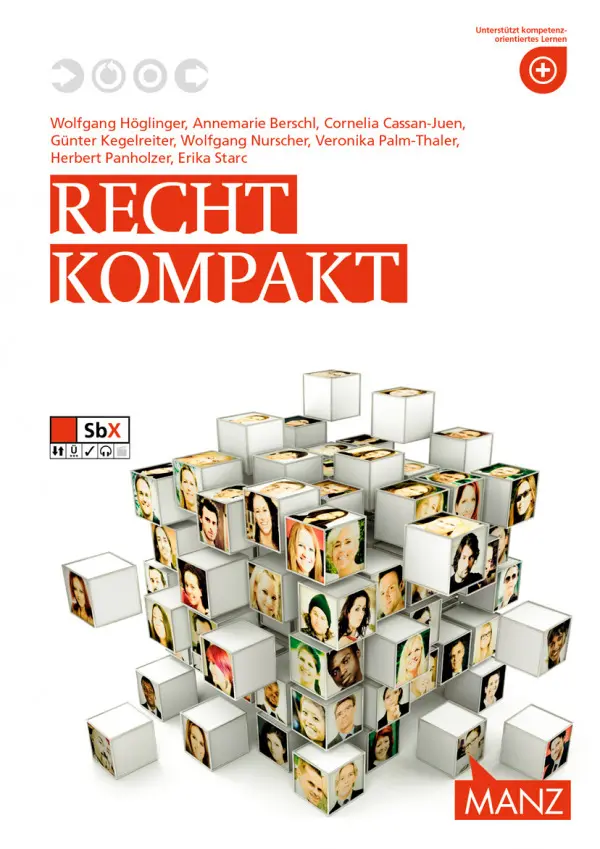 Unterstützt kompetenz-
orientiertes Lernen
Wolfgang Höglinger, Annemarie Berschl, Cornelia Cassan-Juen,
Günter Kegelreiter, Wolfgang Nurscher, Veronika Palm-Thaler,
Herbert Panholzer, Erika Starc
RECHT
KOMPAKT
SbX
Ü
MANZ